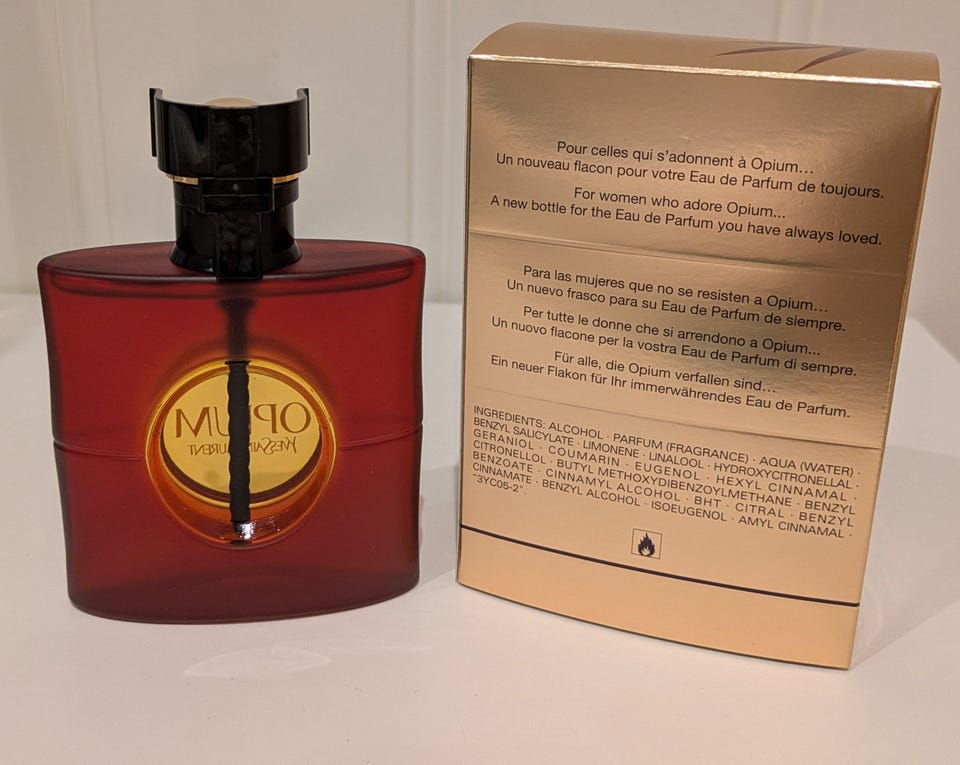 OPIUM
YVES SAINT LAURENT
Pour celles qui s'adonnent à Opium...
Un nouveau flacon pour votre Eau de Parfum de toujours.
For women who adore Opium...
A new bottle for the Eau de Parfum you have always loved.
Para las mujeres que no se resisten a Opium...
Un nuevo frasco para su Eau de Parfum de siempre.
Per tutte le donne che si arrendono a Opium...
Un nuovo flacone per la vostra Eau de Parfum di sempre.
Für alle, die Opium verfallen sind...
Ein neuer Flakon für Ihr immerwährendes Eau de Parfum.
INGREDIENTS: ALCOHOL · PARFUM (FRAGRANCE) · AQUA (WATER) ·
BENZYL SALICYLATE · LIMONENE · LINALOOL · HYDROXYCITRONELLAL ·
GERANIOL · COUMARIN · EUGENOL · HEXYL CINNAMAL ·
CITRONELLOL · BUTYL METHOXYDIBENZOYLMETHANE · BENZYL
BENZOATE · CINNAMYL ALCOHOL · BHT · CITRAL · BENZYL
CINNAMATE · BENZYL ALCOHOL · ISOEUGENOL · AMYL CINNAMAL ·
"3YC05-2".